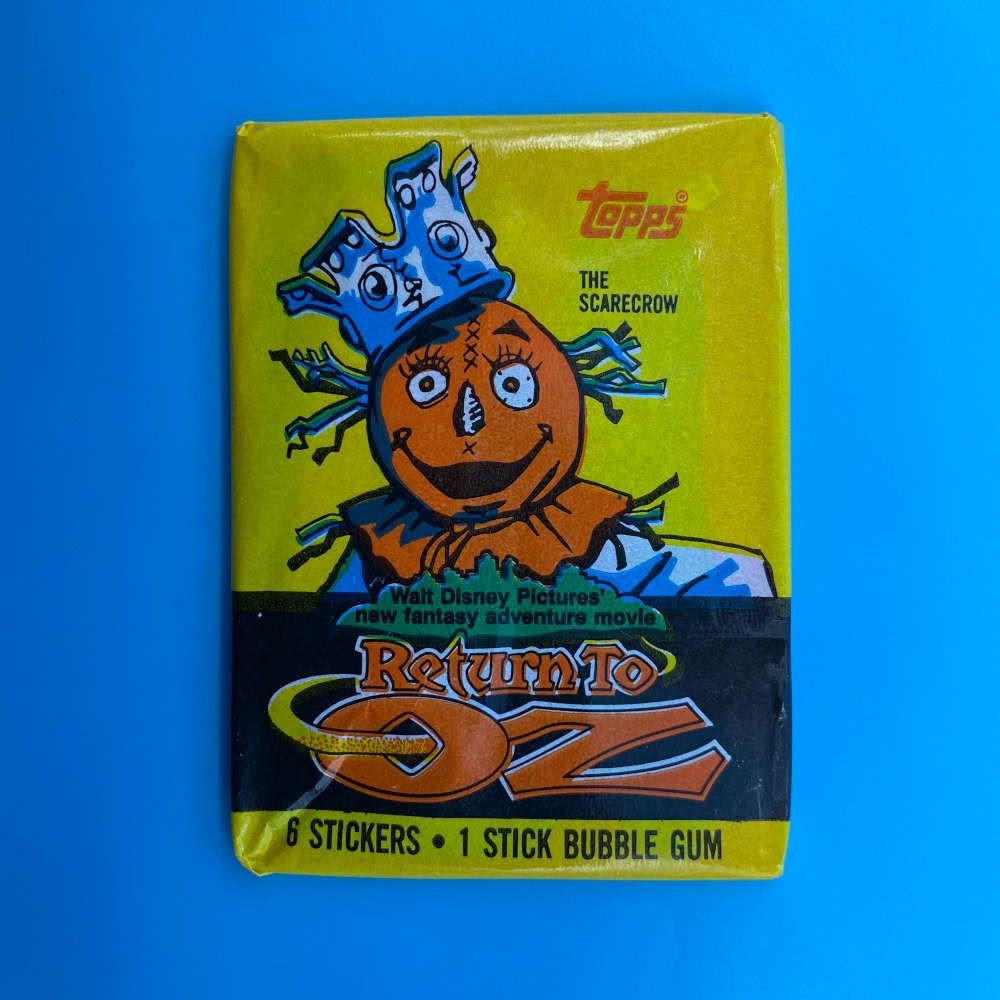 Topps®
THE
SCARECROW
Walt Disney Pictures'
new fantasy adventure movie
Return To
OZ
6 STICKERS • 1 STICK BUBBLE GUM